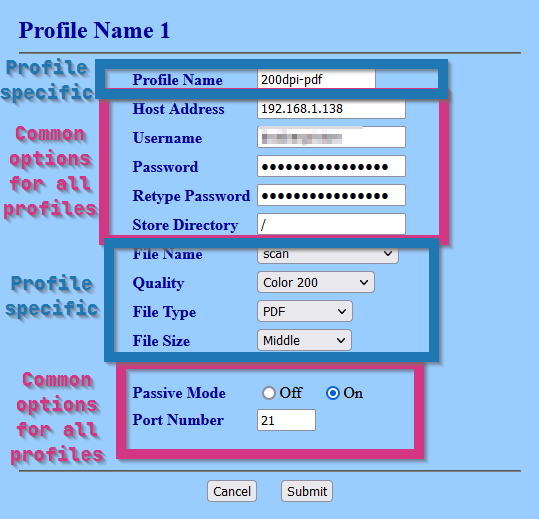 Profile Name 1
Profile
specific
Profile Name 200dpi-pdf
Common
options
for all
profiles
Host Address 192.168.1.138
Username
Password ●●●●●●●●●●●●●●●●
Retype Password ●●●●●●●●●●●●●●●●
Store Directory /
Profile
specific
File Name scan
Quality Color 200
File Type PDF
File Size Middle
Common
options
for all
profiles
Passive Mode Off On
Port Number 21
Cancel Submit